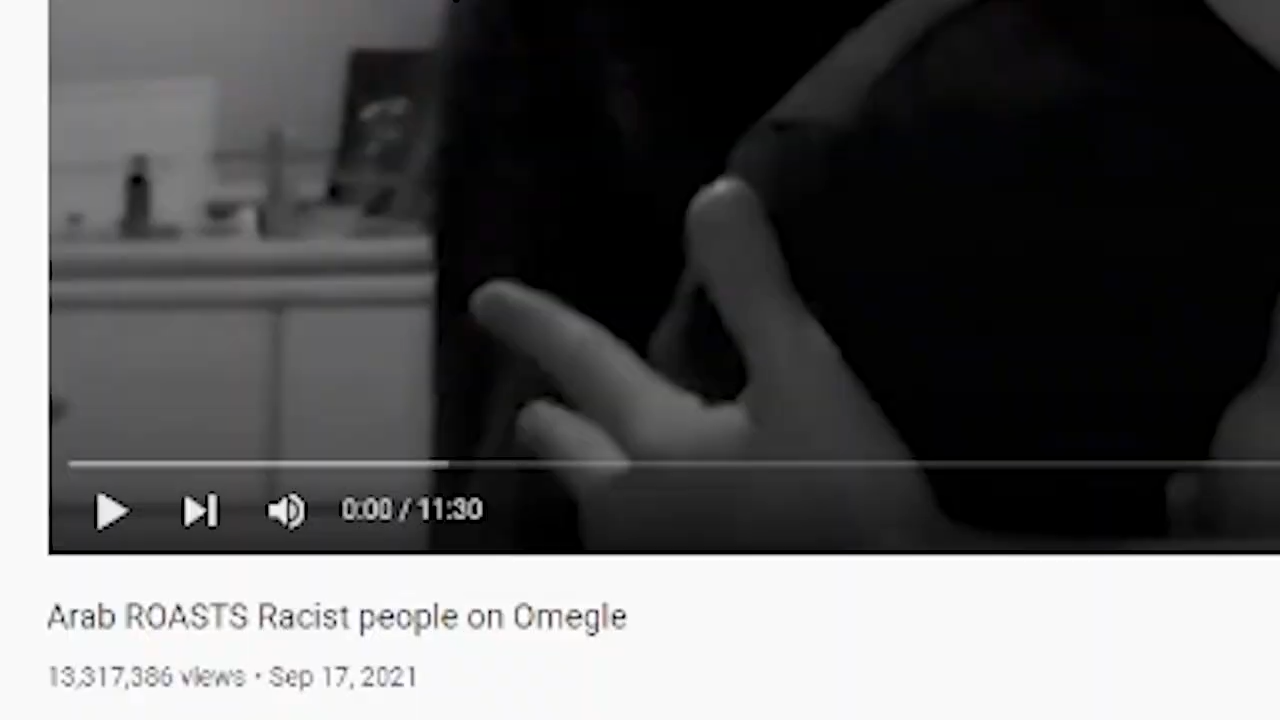 0:00 / 11:30
Arab ROASTS Racist people on Omegle
13,317,386 views • Sep 17, 2021